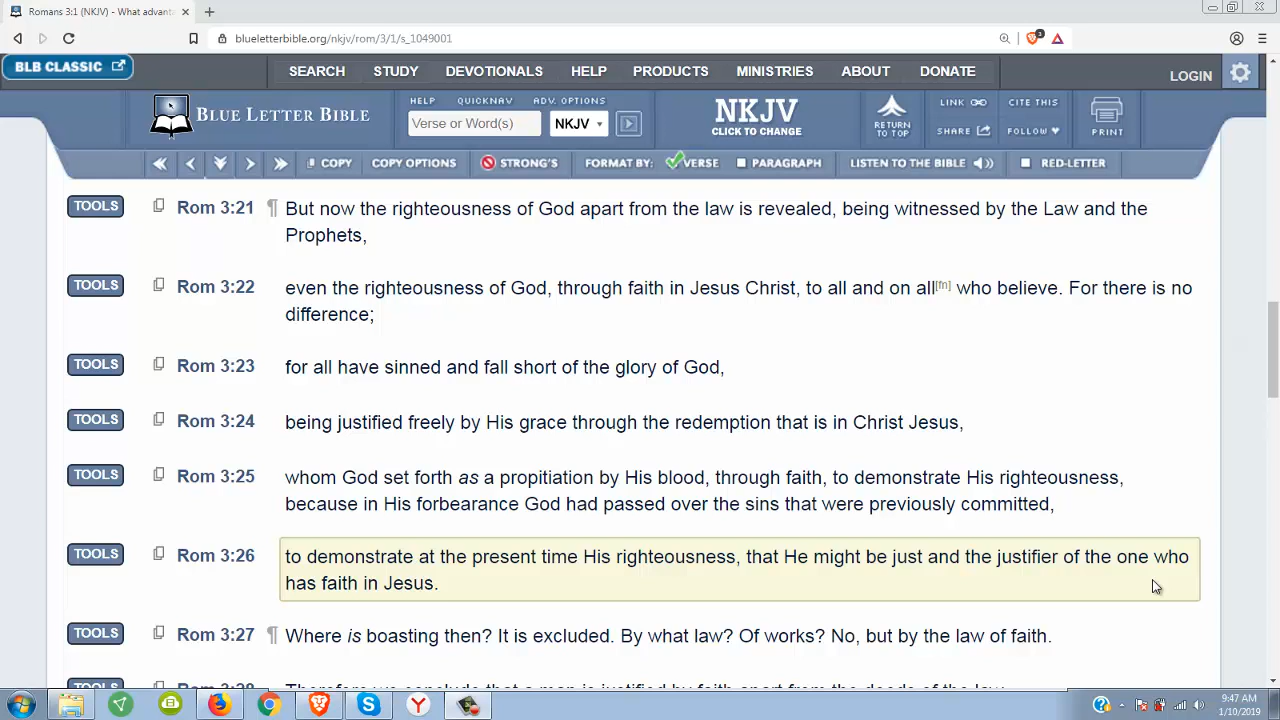 Romans 3:1 (NKJV) - What advant
blueletterbible.org/nkjv/rom/3/1/s_1049001
3
BLB CLASSIC
SEARCH STUDY DEVOTIONALS HELP PRODUCTS MINISTRIES ABOUT DONATE
LOGIN
BLUE LETTER BIBLE
HELP QUICKNAV ADV. OPTIONS
Verse or Word(s) NKJV
NKJV
CLICK TO CHANGE
RETURN
TO TOP
LINK CITE THIS
SHARE FOLLOW
PRINT
COPY COPY OPTIONS STRONG'S FORMAT BY: VERSE PARAGRAPH LISTEN TO THE BIBLE RED-LETTER
TOOLS Rom 3:21 ¶ But now the righteousness of God apart from the law is revealed, being witnessed by the Law and the
Prophets,
TOOLS Rom 3:22 even the righteousness of God, through faith in Jesus Christ, to all and on all[fn] who believe. For there is no
difference;
TOOLS Rom 3:23 for all have sinned and fall short of the glory of God,
TOOLS Rom 3:24 being justified freely by His grace through the redemption that is in Christ Jesus,
TOOLS Rom 3:25 whom God set forth as a propitiation by His blood, through faith, to demonstrate His righteousness,
because in His forbearance God had passed over the sins that were previously committed,
TOOLS Rom 3:26 to demonstrate at the present time His righteousness, that He might be just and the justifier of the one who
has faith in Jesus.
TOOLS Rom 3:27 ¶ Where is boasting then? It is excluded. By what law? Of works? No, but by the law of faith.
9:47 AM
1/10/2019